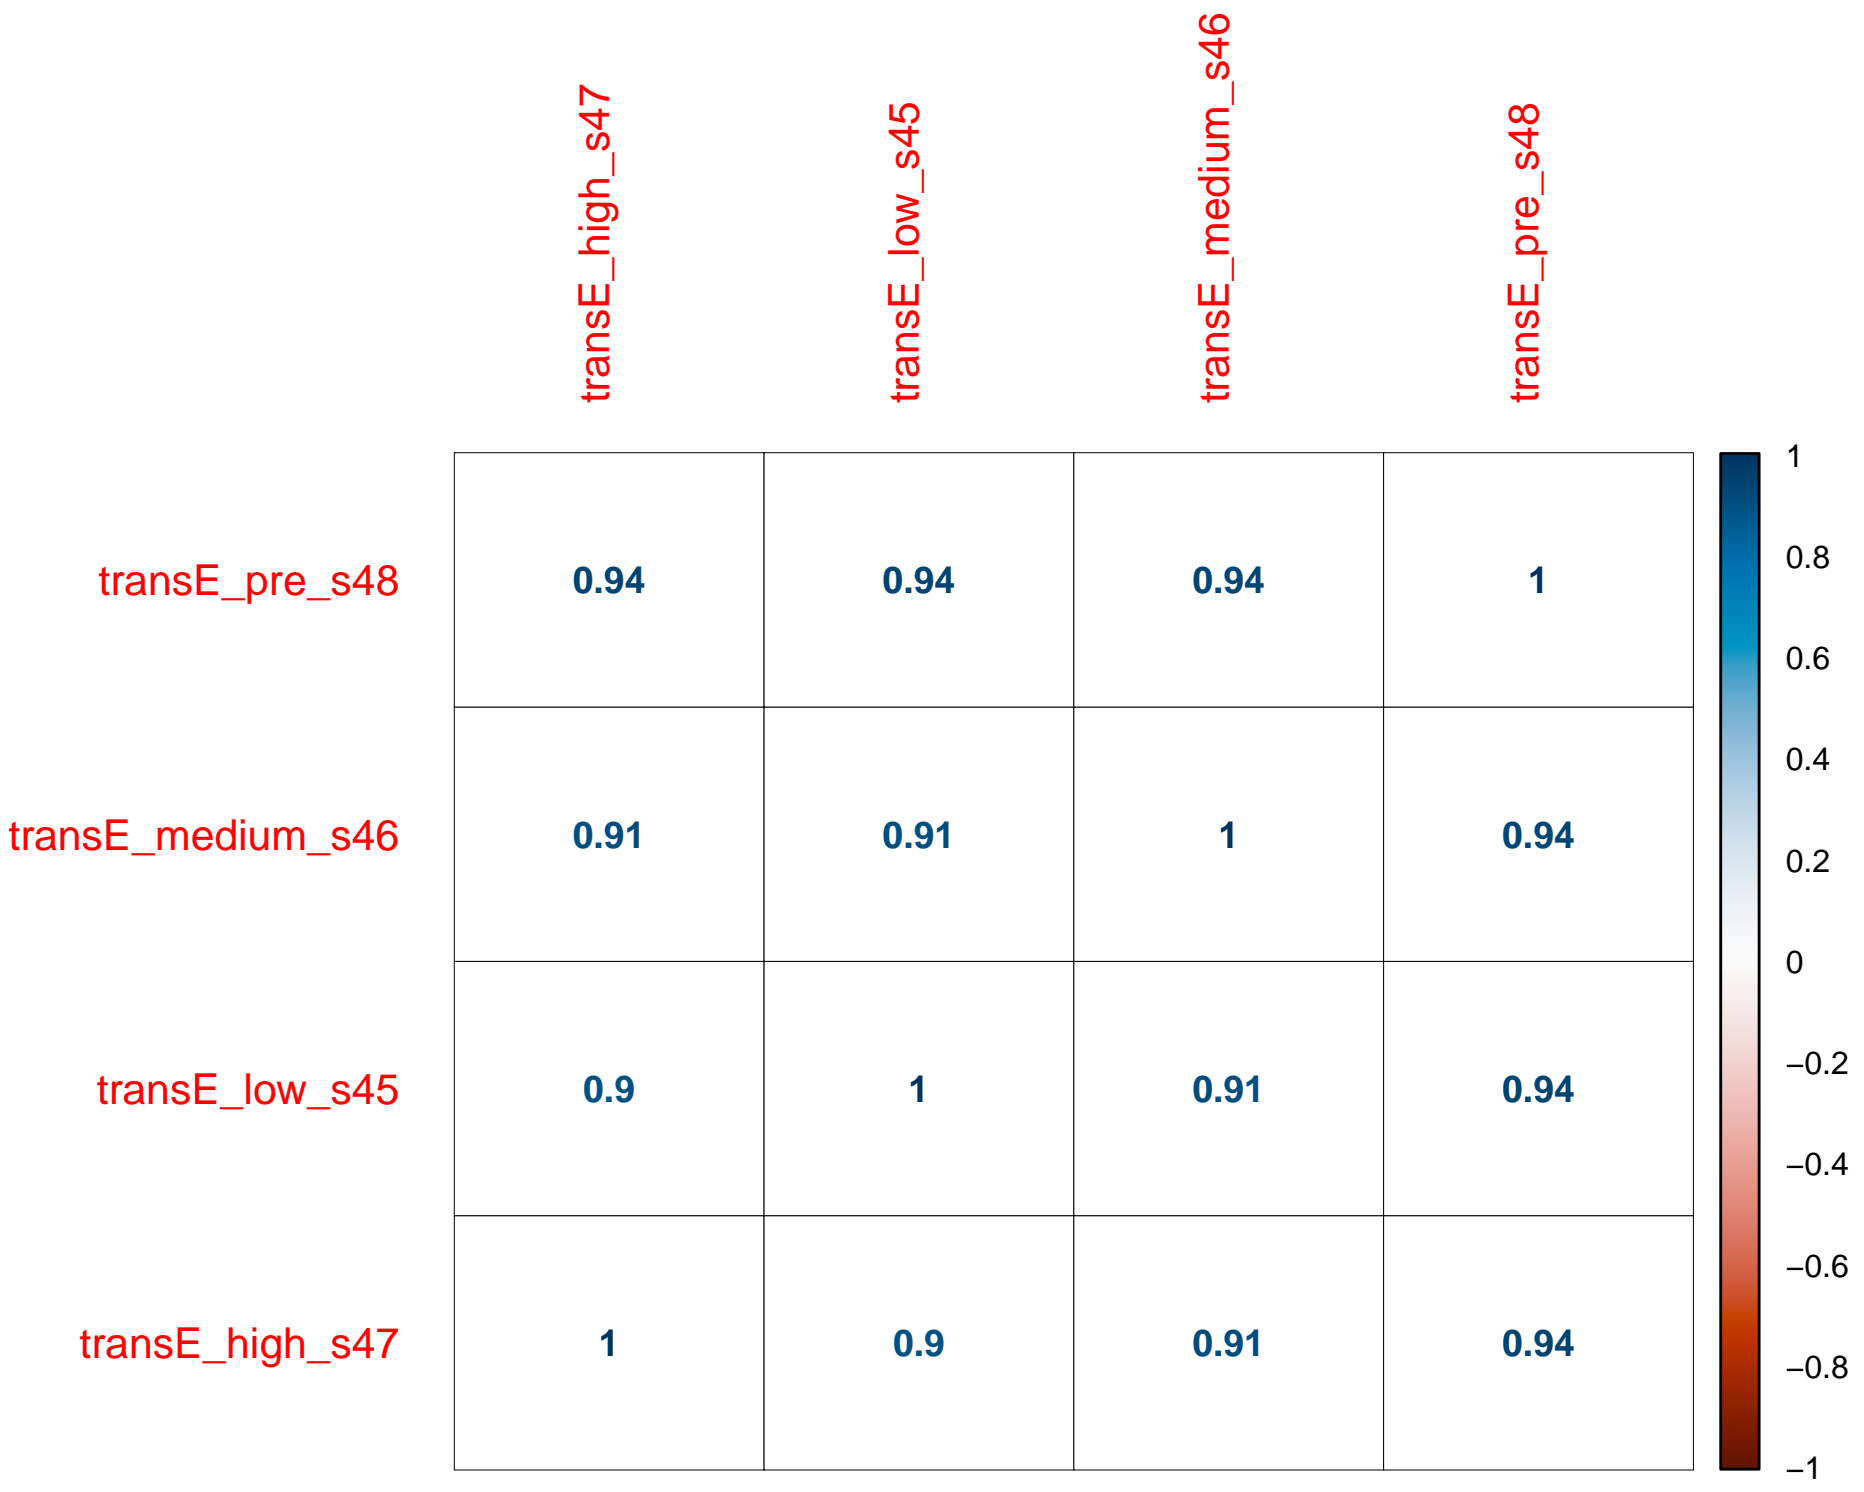 transE_high_s47
transE_low_s45
transE_medium_s46
transE_pre_s48
transE_pre_s48 0.94 0.94 0.94 1
transE_medium_s46 0.91 0.91 1 0.94
transE_low_s45 0.9 1 0.91 0.94
transE_high_s47 1 0.9 0.91 0.94
1
0.8
0.6
0.4
0.2
0
−0.2
−0.4
−0.6
−0.8
−1